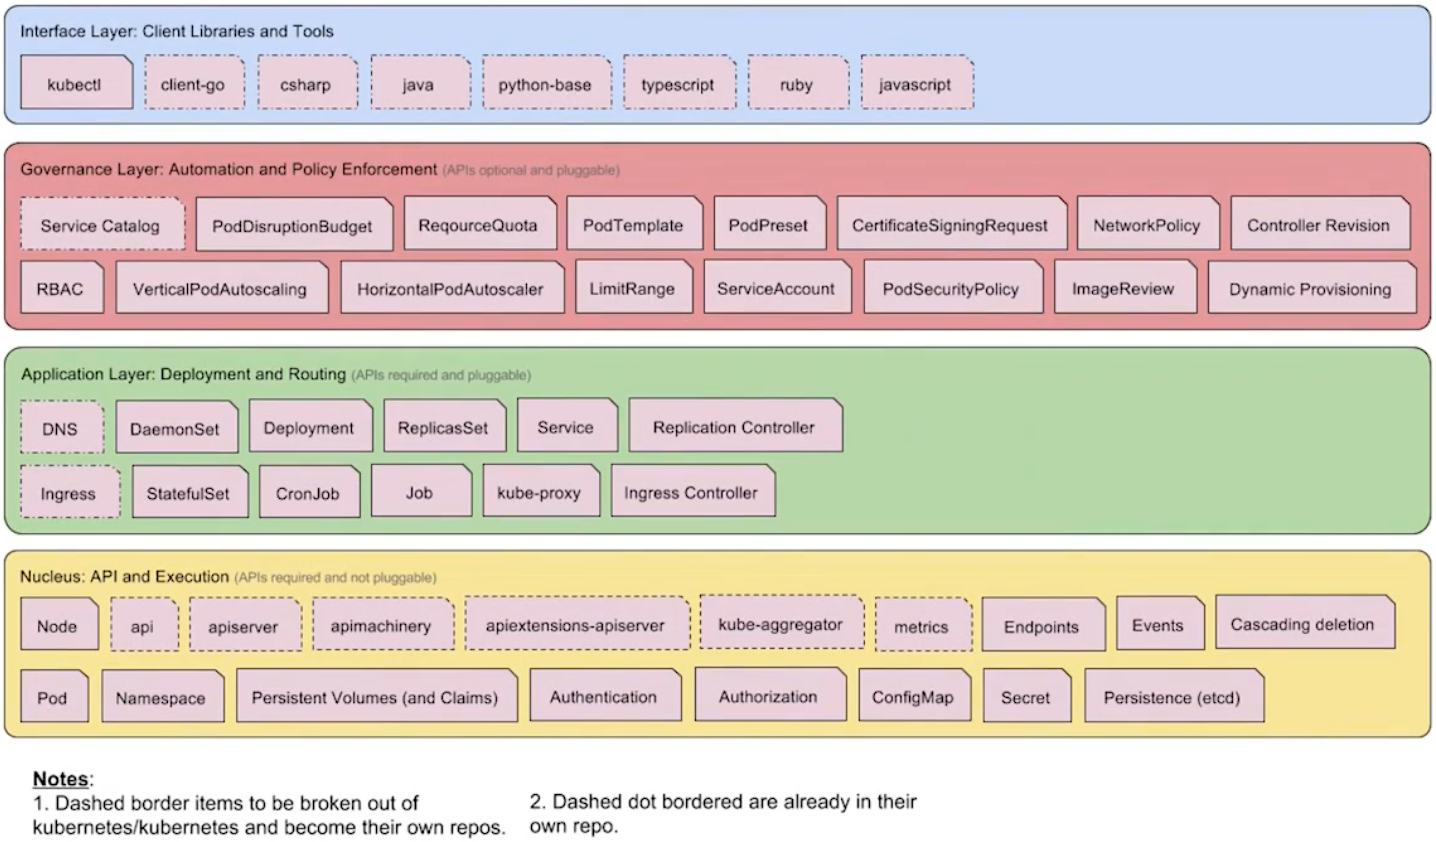 Interface Layer: Client Libraries and Tools
kubectl client-go csharp java python-base typescript ruby javascript
Governance Layer: Automation and Policy Enforcement (APIs optional and pluggable)
Service Catalog PodDisruptionBudget ReqourceQuota PodTemplate PodPreset CertificateSigningRequest NetworkPolicy Controller Revision
RBAC VerticalPodAutoscaling HorizontalPodAutoscaler LimitRange ServiceAccount PodSecurityPolicy ImageReview Dynamic Provisioning
Application Layer: Deployment and Routing (APIs required and pluggable)
DNS DaemonSet Deployment ReplicasSet Service Replication Controller
Ingress StatefulSet CronJob Job kube-proxy Ingress Controller
Nucleus: API and Execution (APIs required and not pluggable)
Node api apiserver apimachinery apiextensions-apiserver kube-aggregator metrics Endpoints Events Cascading deletion
Pod Namespace Persistent Volumes (and Claims) Authentication Authorization ConfigMap Secret Persistence (etcd)
Notes:
1. Dashed border items to be broken out of
kubernetes/kubernetes and become their own repos.
2. Dashed dot bordered are already in their
own repo.